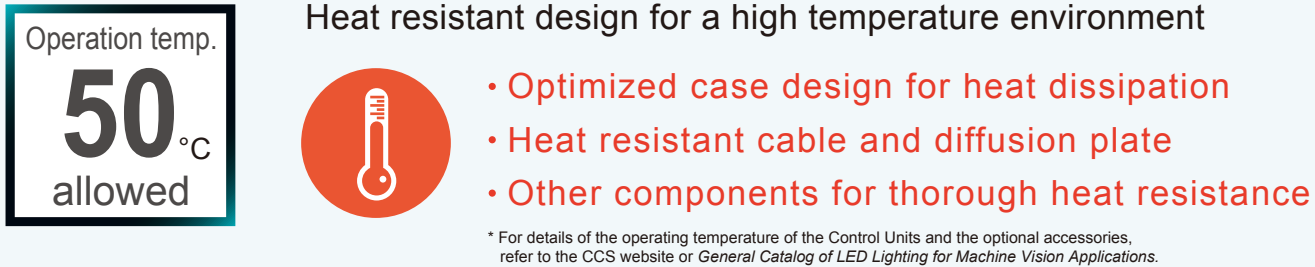 Operation temp.
50°C
allowed
Heat resistant design for a high temperature environment
・Optimized case design for heat dissipation
・Heat resistant cable and diffusion plate
・Other components for thorough heat resistance
* For details of the operating temperature of the Control Units and the optional accessories,
refer to the CCS website or General Catalog of LED Lighting for Machine Vision Applications.